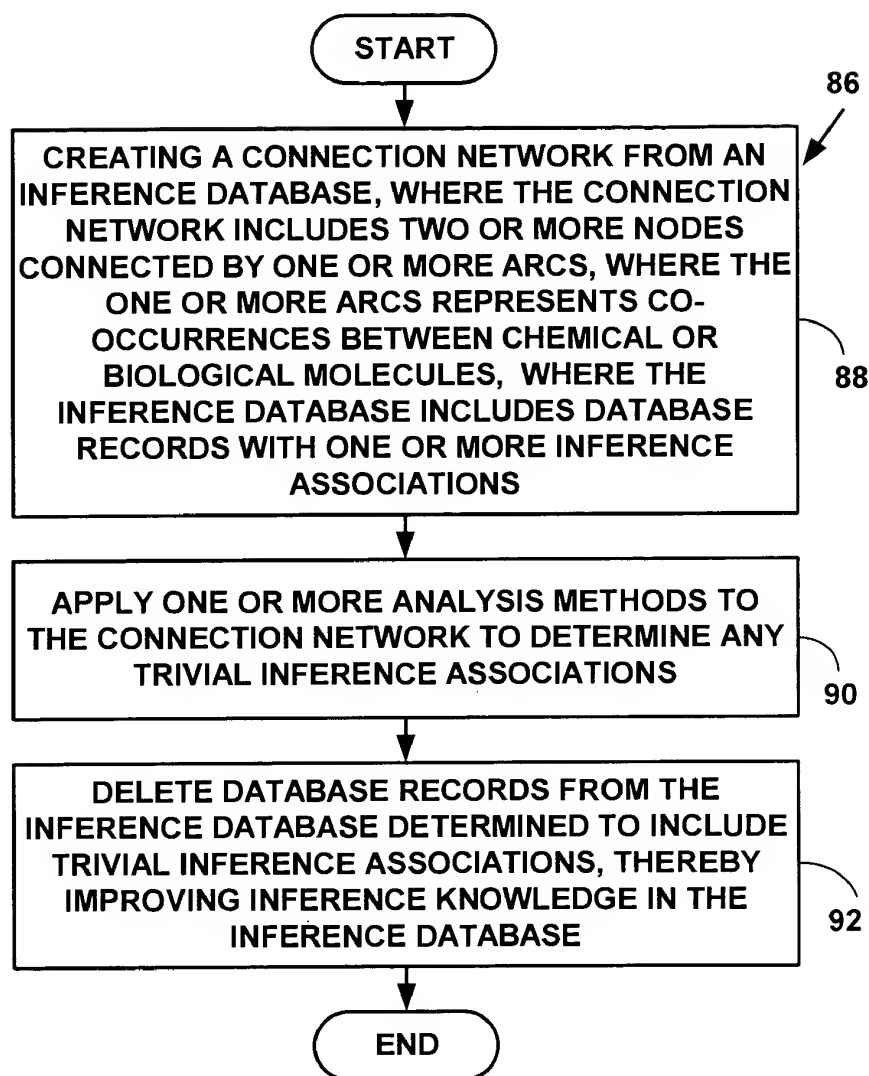 START
86
CREATING A CONNECTION NETWORK FROM AN
INFERENCE DATABASE, WHERE THE CONNECTION
NETWORK INCLUDES TWO OR MORE NODES
CONNECTED BY ONE OR MORE ARCS, WHERE THE
ONE OR MORE ARCS REPRESENTS CO-
OCCURRENCES BETWEEN CHEMICAL OR
BIOLOGICAL MOLECULES, WHERE THE
INFERENCE DATABASE INCLUDES DATABASE
RECORDS WITH ONE OR MORE INFERENCE
ASSOCIATIONS
88
APPLY ONE OR MORE ANALYSIS METHODS TO
THE CONNECTION NETWORK TO DETERMINE ANY
TRIVIAL INFERENCE ASSOCIATIONS
90
DELETE DATABASE RECORDS FROM THE
INFERENCE DATABASE DETERMINED TO INCLUDE
TRIVIAL INFERENCE ASSOCIATIONS, THEREBY
IMPROVING INFERENCE KNOWLEDGE IN THE
INFERENCE DATABASE
92
END